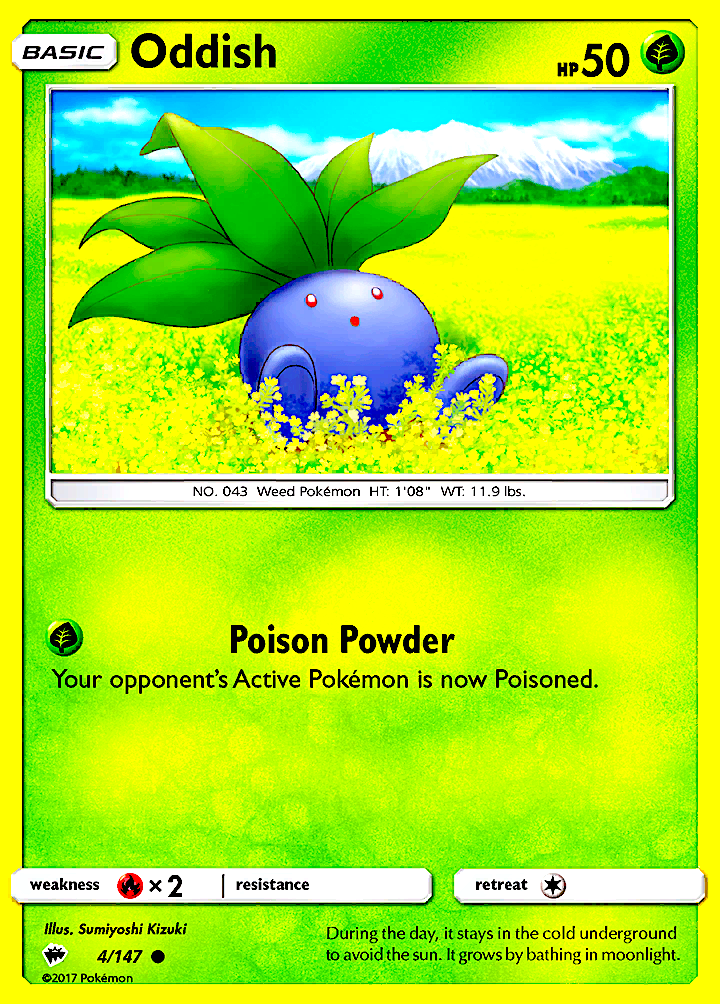 BASIC Oddish HP 50
NO. 043 Weed Pokémon HT: 1'08" WT: 11.9 lbs.
Poison Powder
Your opponent's Active Pokémon is now Poisoned.
weakness × 2 resistance retreat
Illus. Sumiyoshi Kizuki
4/147
©2017 Pokémon
During the day, it stays in the cold underground
to avoid the sun. It grows by bathing in moonlight.